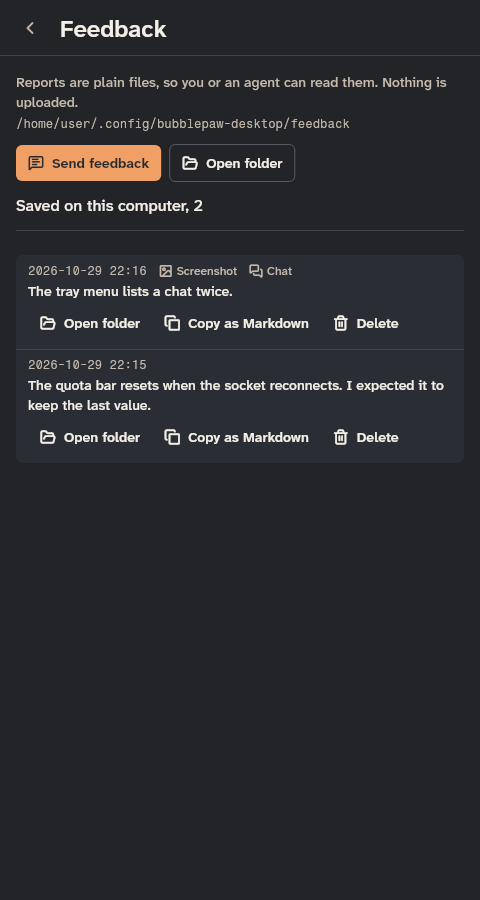 Feedback
Reports are plain files, so you or an agent can read them. Nothing is
uploaded.
/home/user/.config/bubblepaw-desktop/feedback
Send feedback
Open folder
Saved on this computer, 2
2026-10-29 22:16 Screenshot Chat
The tray menu lists a chat twice.
Open folder Copy as Markdown Delete
2026-10-29 22:15
The quota bar resets when the socket reconnects. I expected it to
keep the last value.
Open folder Copy as Markdown Delete